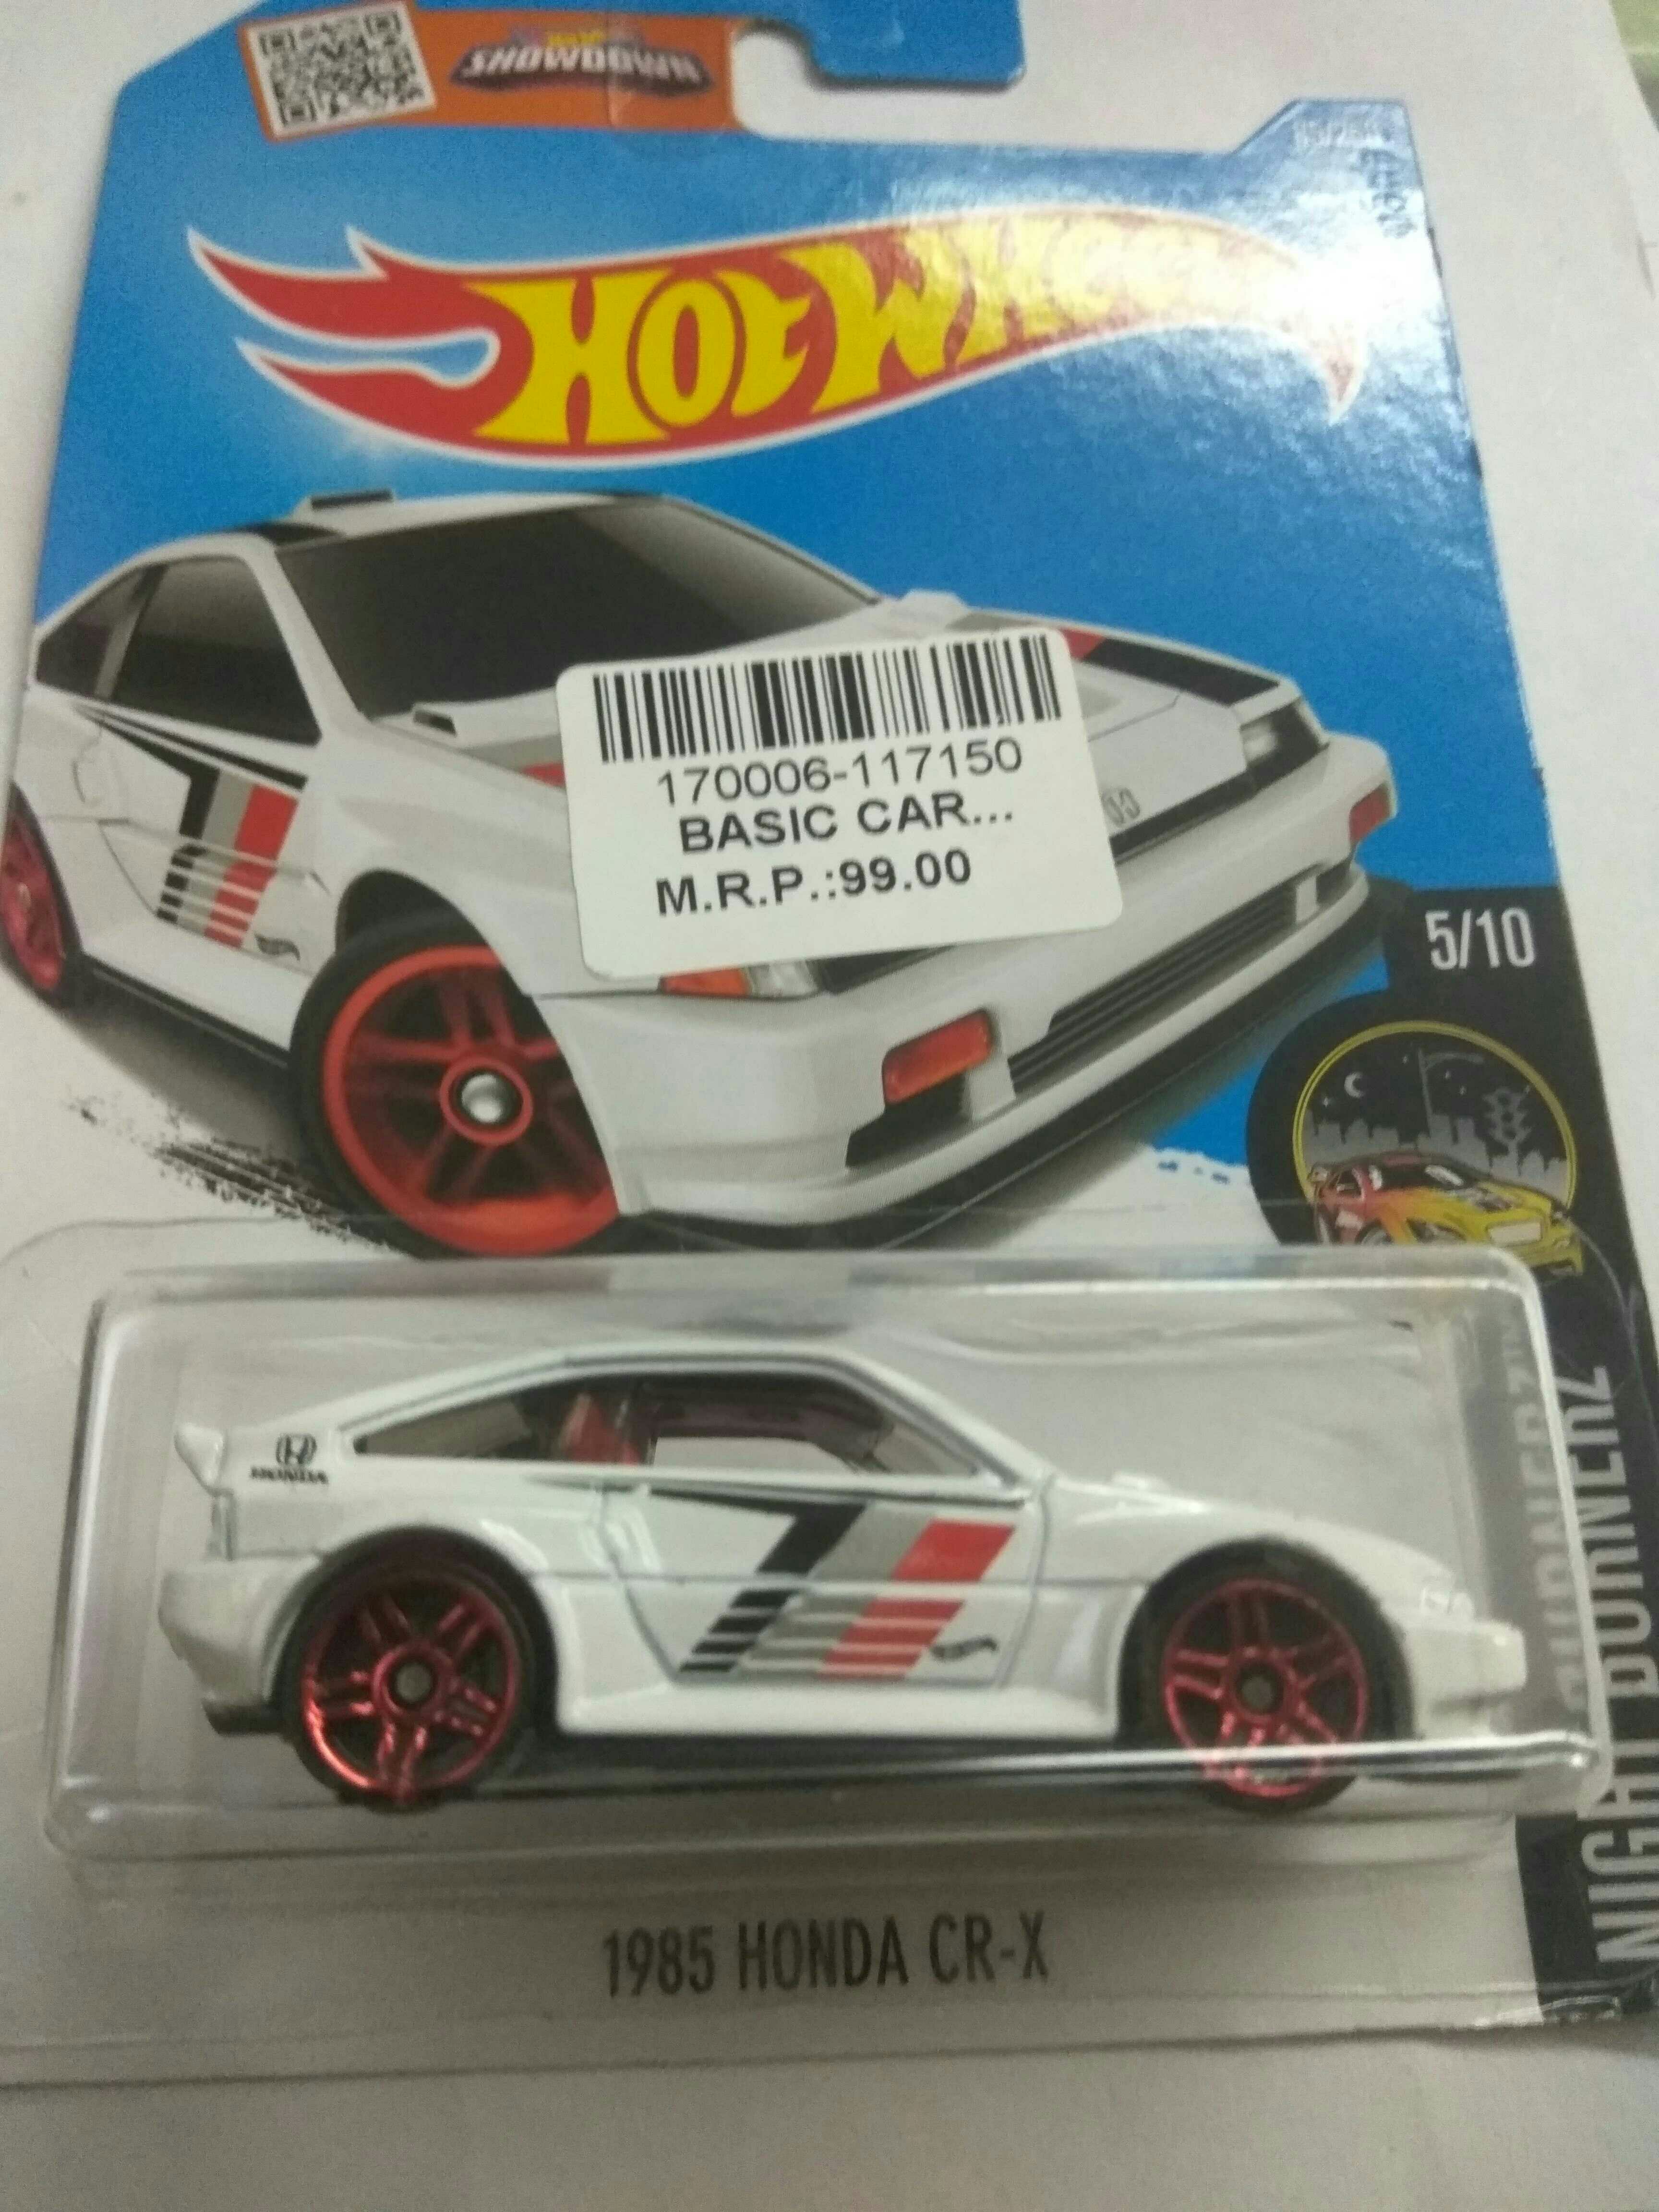 SHOWDOWN
HOT WHEELS
170006-117150
BASIC CAR...
M.R.P.:99.00
5/10
HONDA
NIGHT BURNERZ
1985 HONDA CR-X